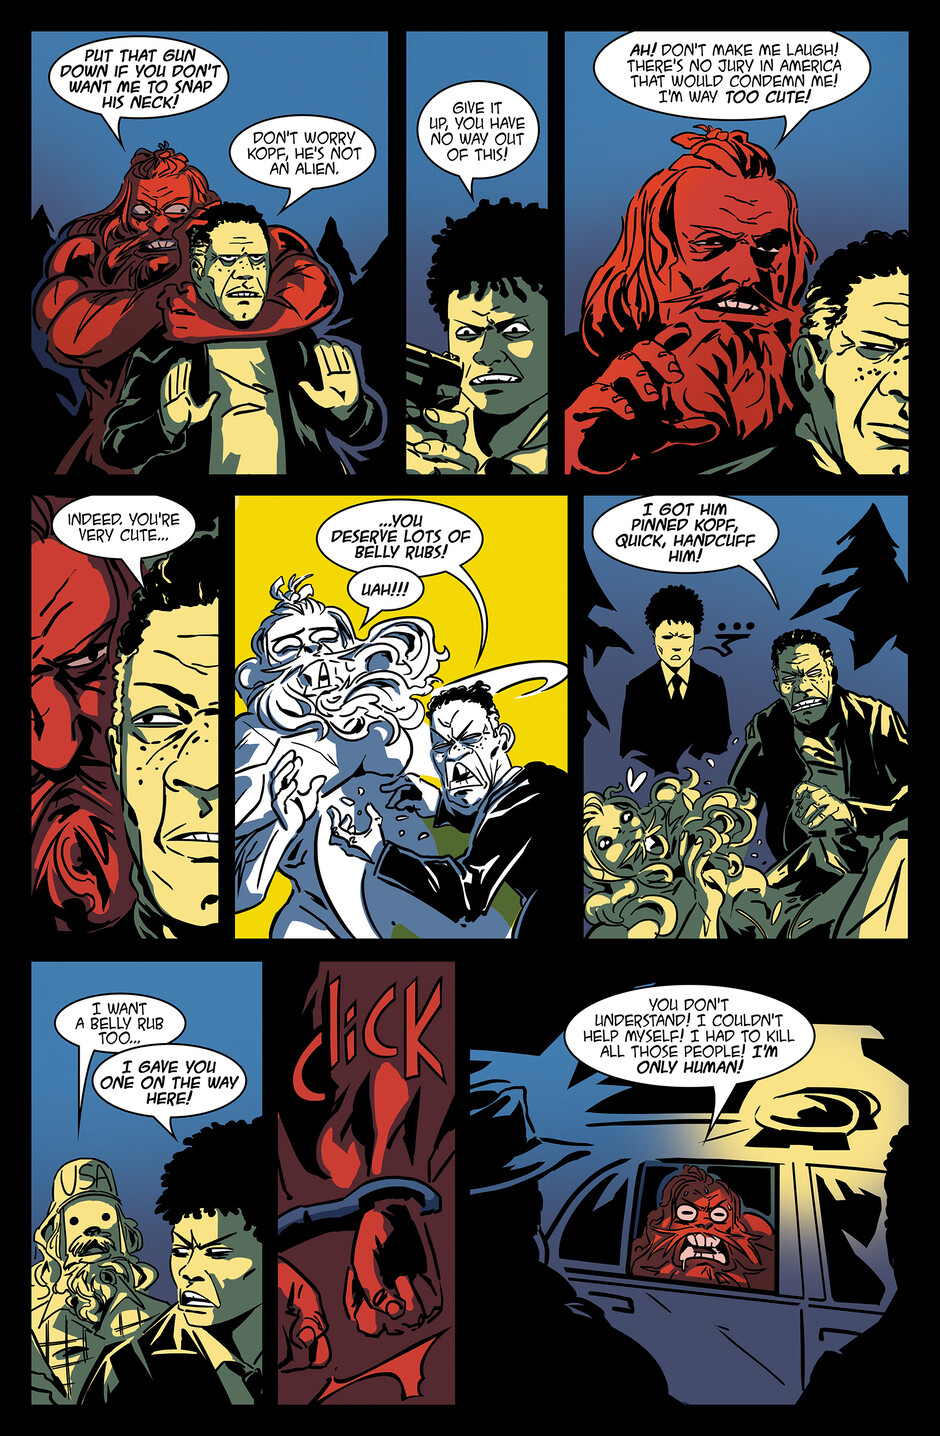 PUT THAT GUN
DOWN IF YOU DON'T
WANT ME TO SNAP
HIS NECK!
DON'T WORRY
KOPF, HE'S NOT
AN ALIEN.
GIVE IT
UP, YOU HAVE
NO WAY OUT
OF THIS!
AH! DON'T MAKE ME LAUGH!
THERE'S NO JURY IN AMERICA
THAT WOULD CONDEMN ME!
I'M WAY TOO CUTE!
INDEED. YOU'RE
VERY CUTE...
...YOU
DESERVE LOTS OF
BELLY RUBS!
UAH!!!
I GOT HIM
PINNED KOPF,
QUICK, HANDCUFF
HIM!
...
I WANT
A BELLY RUB
TOO...
I GAVE YOU
ONE ON THE WAY
HERE!
USA
CLICK
YOU DON'T
UNDERSTAND! I COULDN'T
HELP MYSELF! I HAD TO KILL
ALL THOSE PEOPLE! I'M
ONLY HUMAN!